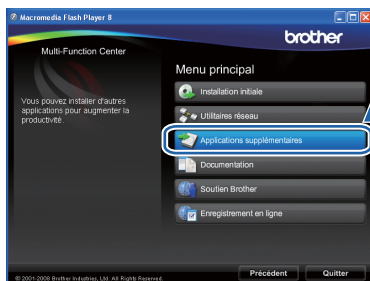 Macromedia Flash Player 8
brother
Multi-Function Center
Menu principal
Vous pouvez installer d'autres
applications pour augmenter la
productivité.
Installation initiale
Utilitaires réseau
Applications supplémentaires
Documentation
Soutien Brother
Enregistrement en ligne
© 2001-2008 Brother Industries, Ltd. All Rights Reserved.
Précédent
Quitter